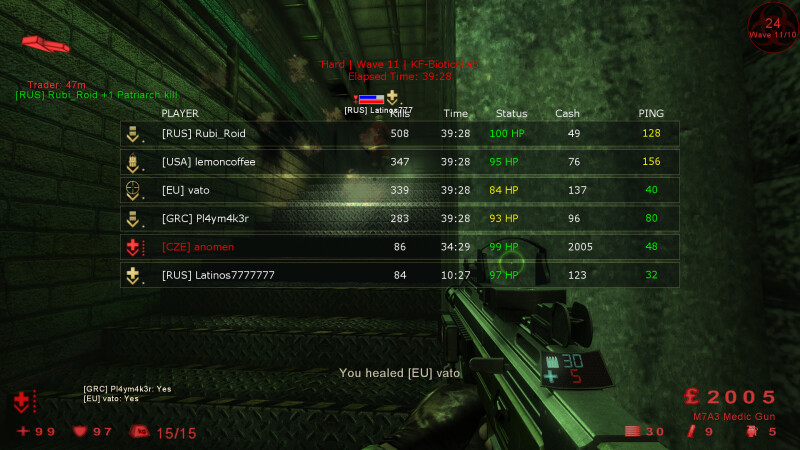 24
Wave 11/10
Hard | Wave 11 | KF-Biotics
Elapsed Time: 39:28
Trader: 47m
[RUS] Rubi_Roid +1 Patriarch kill
[RUS] Latinos777
PLAYER Kills Time Status Cash PING
[RUS] Rubi_Roid 508 39:28 100 HP 49 128
[USA] lemoncoffee 347 39:28 95 HP 76 156
[EU] vato 339 39:28 84 HP 137 40
[GRC] Pl4ym4k3r 283 39:28 93 HP 96 80
[CZE] anomen 86 34:29 99 HP 2005 48
[RUS] Latinos7777777 84 10:27 97 HP 123 32
30
5
You healed [EU] vato
[GRC] Pl4ym4k3r: Yes
[EU] vato: Yes
£ 2005
M7A3 Medic Gun
99 97 15/15 30 9 5